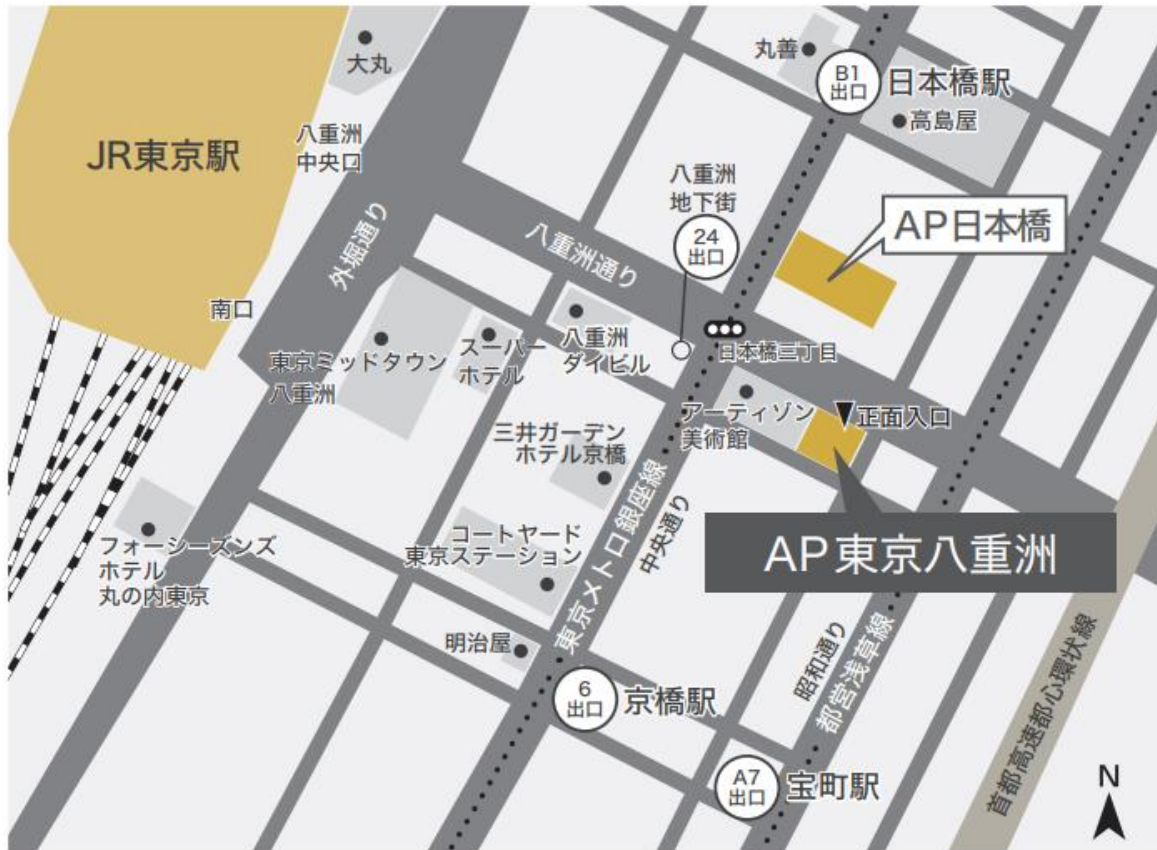 丸善
大丸
B1
出口
日本橋駅
高島屋
八重洲
中央口
JR東京駅
八重洲
地下街
24
出口
AP日本橋
外堀通り
八重洲通り
南口
東京ミッドタウン
八重洲
スーパー
ホテル
八重洲
ダイビル
日本橋三丁目
アーティゾン
美術館
正面入口
三井ガーデン
ホテル京橋
東京メトロ銀座線
中央通り
AP東京八重洲
コートヤード
東京ステーション
フォーシーズンズ
ホテル
丸の内東京
明治屋
6
出口
京橋駅
昭和通り
都営浅草線
首都高速都心環状線
A7
出口
宝町駅
N